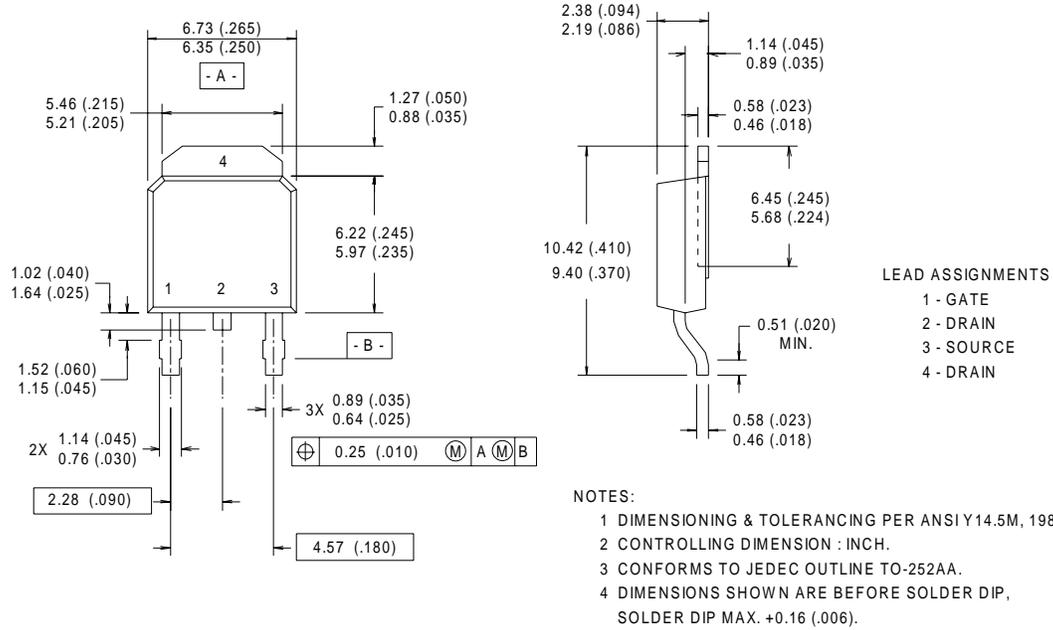 6.73 (.265)
6.35 (.250)
- A -
5.46 (.215)
5.21 (.205)
1.27 (.050)
0.88 (.035)
4
6.22 (.245)
5.97 (.235)
1.02 (.040)
1.64 (.025)
1 2 3
- B -
1.52 (.060)
1.15 (.045)
3X 0.89 (.035)
0.64 (.025)
2X 1.14 (.045)
0.76 (.030)
0.25 (.010) Ⓜ A Ⓜ B
2.28 (.090)
4.57 (.180)
2.38 (.094)
2.19 (.086)
1.14 (.045)
0.89 (.035)
0.58 (.023)
0.46 (.018)
6.45 (.245)
5.68 (.224)
10.42 (.410)
9.40 (.370)
0.51 (.020)
MIN.
0.58 (.023)
0.46 (.018)
LEAD ASSIGNMENTS
1 - GATE
2 - DRAIN
3 - SOURCE
4 - DRAIN
NOTES:
1 DIMENSIONING & TOLERANCING PER ANSI Y14.5M, 198
2 CONTROLLING DIMENSION : INCH.
3 CONFORMS TO JEDEC OUTLINE TO-252AA.
4 DIMENSIONS SHOWN ARE BEFORE SOLDER DIP,
SOLDER DIP MAX. +0.16 (.006).